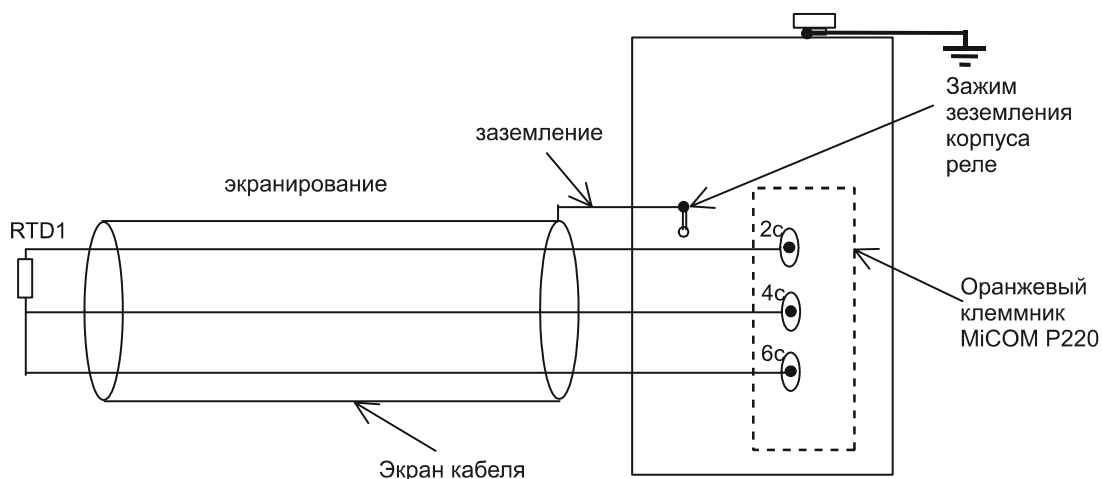 Зажим
зеземления
корпуса
реле
заземление
экранирование
RTD1
2c
4c
6c
Оранжевый
клеммник
MiCOM P220
Экран кабеля